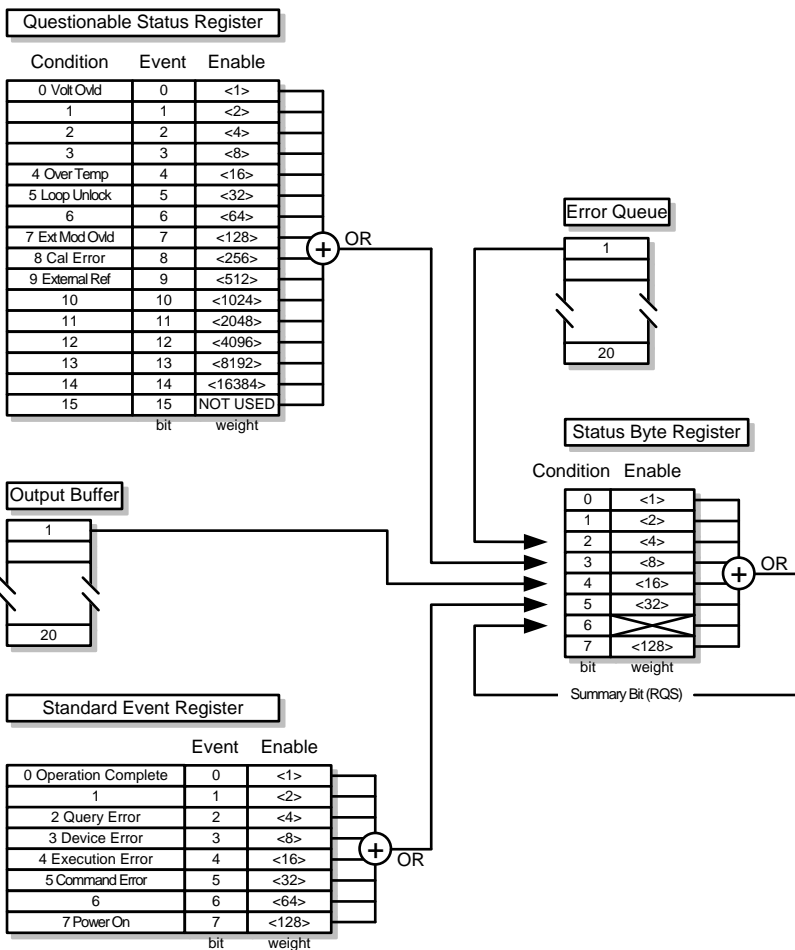 Questionable Status Register
Condition Event Enable
0 Volt Ovld 0 <1>
1 1 <2>
2 2 <4>
3 3 <8>
4 Over Temp 4 <16>
5 Loop Unlock 5 <32>
6 6 <64>
7 Ext Mod Ovld 7 <128>
8 Cal Error 8 <256>
9 External Ref 9 <512>
10 10 <1024>
11 11 <2048>
12 12 <4096>
13 13 <8192>
14 14 <16384>
15 15 NOT USED
bit weight
+ OR
Error Queue
1
20
Output Buffer
1
20
Status Byte Register
Condition Enable
0 <1>
1 <2>
2 <4>
3 <8>
4 <16>
5 <32>
6
7 <128>
bit weight
+ OR
Summary Bit (RQS)
Standard Event Register
Event Enable
0 Operation Complete 0 <1>
1 1 <2>
2 Query Error 2 <4>
3 Device Error 3 <8>
4 Execution Error 4 <16>
5 Command Error 5 <32>
6 6 <64>
7 Power On 7 <128>
bit weight
+ OR